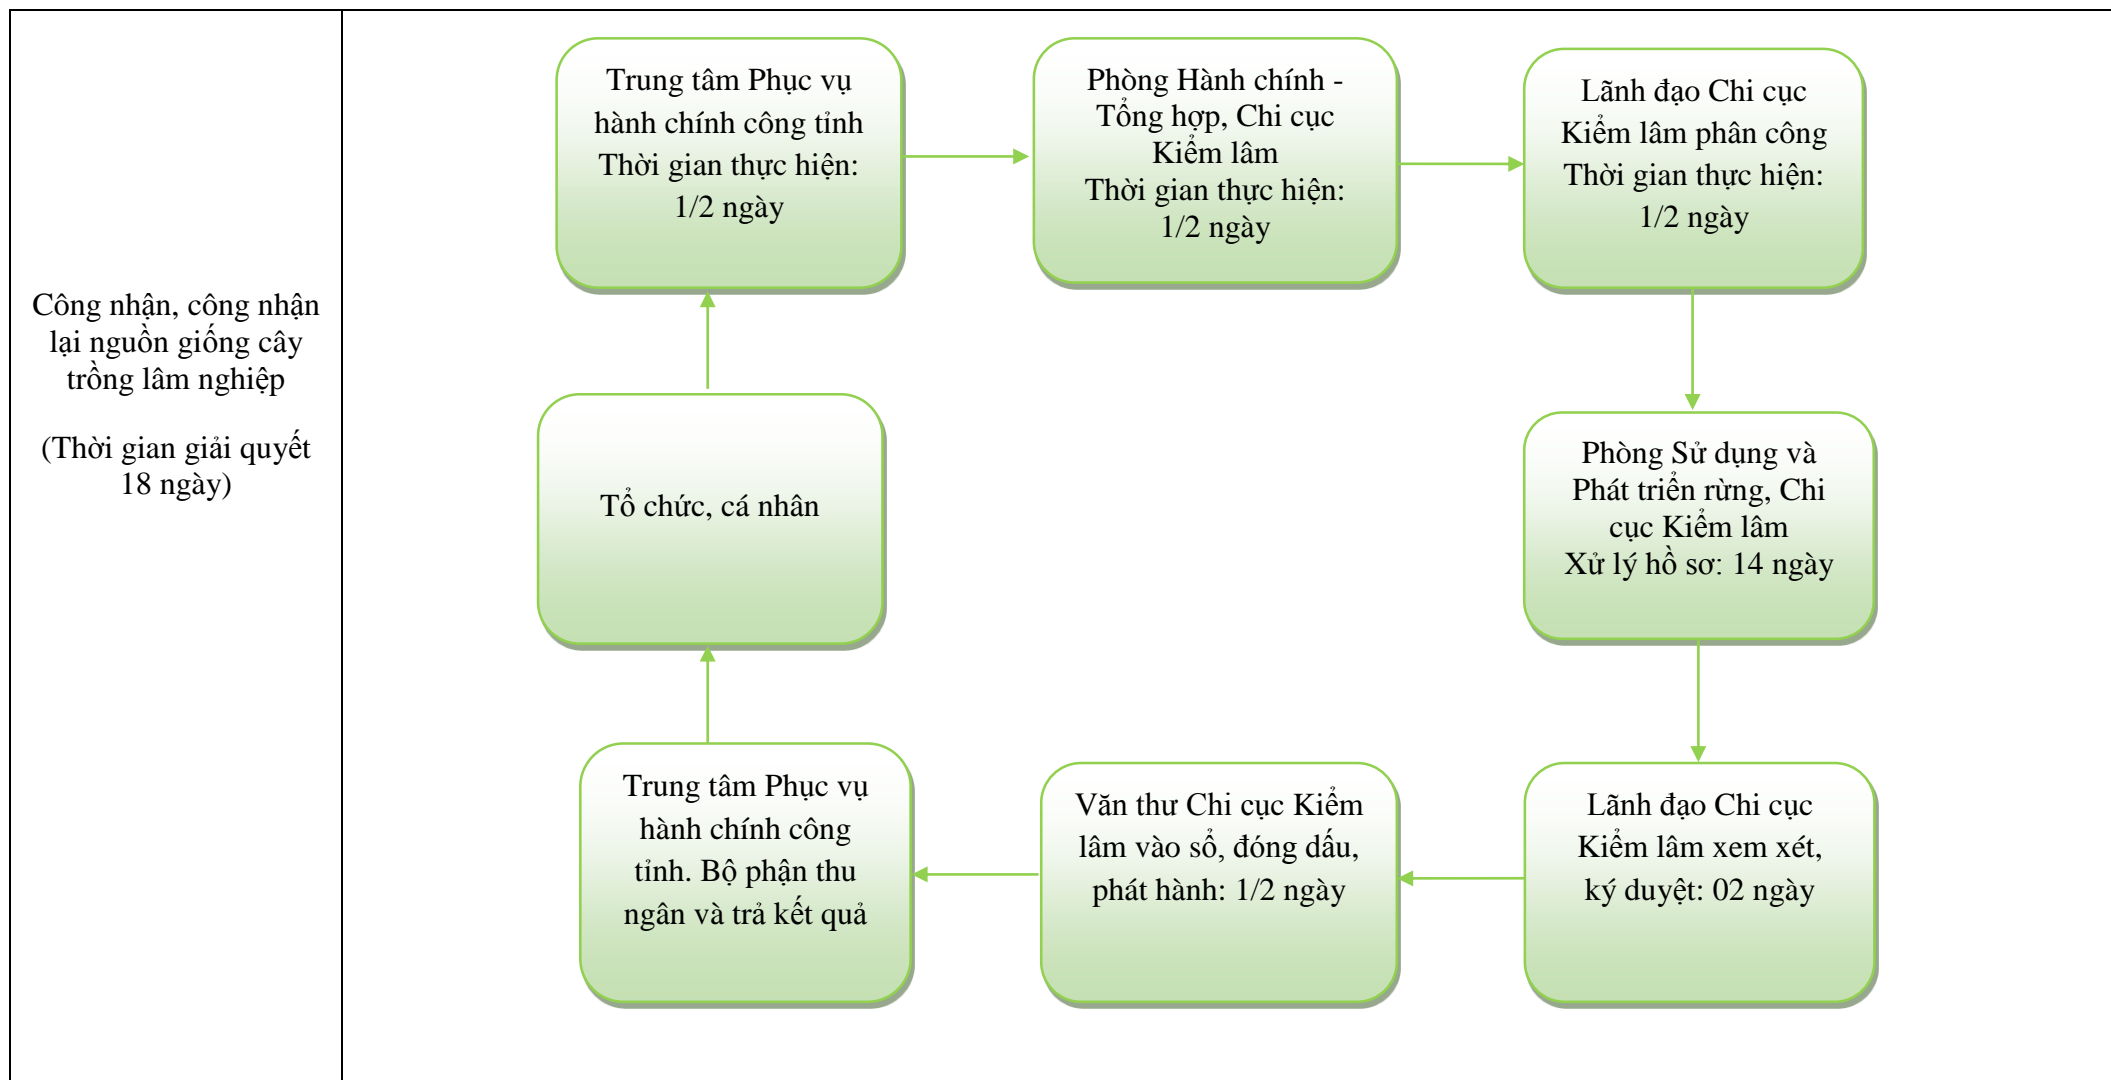 Công nhận, công nhận
lại nguồn giống cây
trồng lâm nghiệp
(Thời gian giải quyết
18 ngày)
Trung tâm Phục vụ
hành chính công tỉnh
Thời gian thực hiện:
1/2 ngày
Phòng Hành chính -
Tổng hợp, Chi cục
Kiểm lâm
Thời gian thực hiện:
1/2 ngày
Lãnh đạo Chi cục
Kiểm lâm phân công
Thời gian thực hiện:
1/2 ngày
Tổ chức, cá nhân
Phòng Sử dụng và
Phát triển rừng, Chi
cục Kiểm lâm
Xử lý hồ sơ: 14 ngày
Trung tâm Phục vụ
hành chính công
tỉnh. Bộ phận thu
ngân và trả kết quả
Văn thư Chi cục Kiểm
lâm vào sổ, đóng dấu,
phát hành: 1/2 ngày
Lãnh đạo Chi cục
Kiểm lâm xem xét,
ký duyệt: 02 ngày